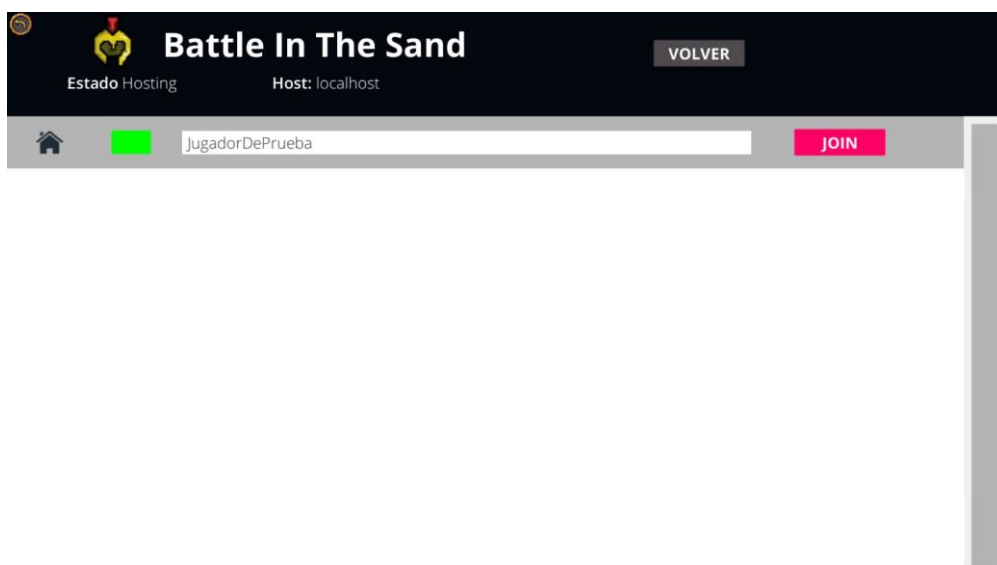 Battle In The Sand
VOLVER
Estado Hosting
Host: localhost
JugadorDePrueba
JOIN